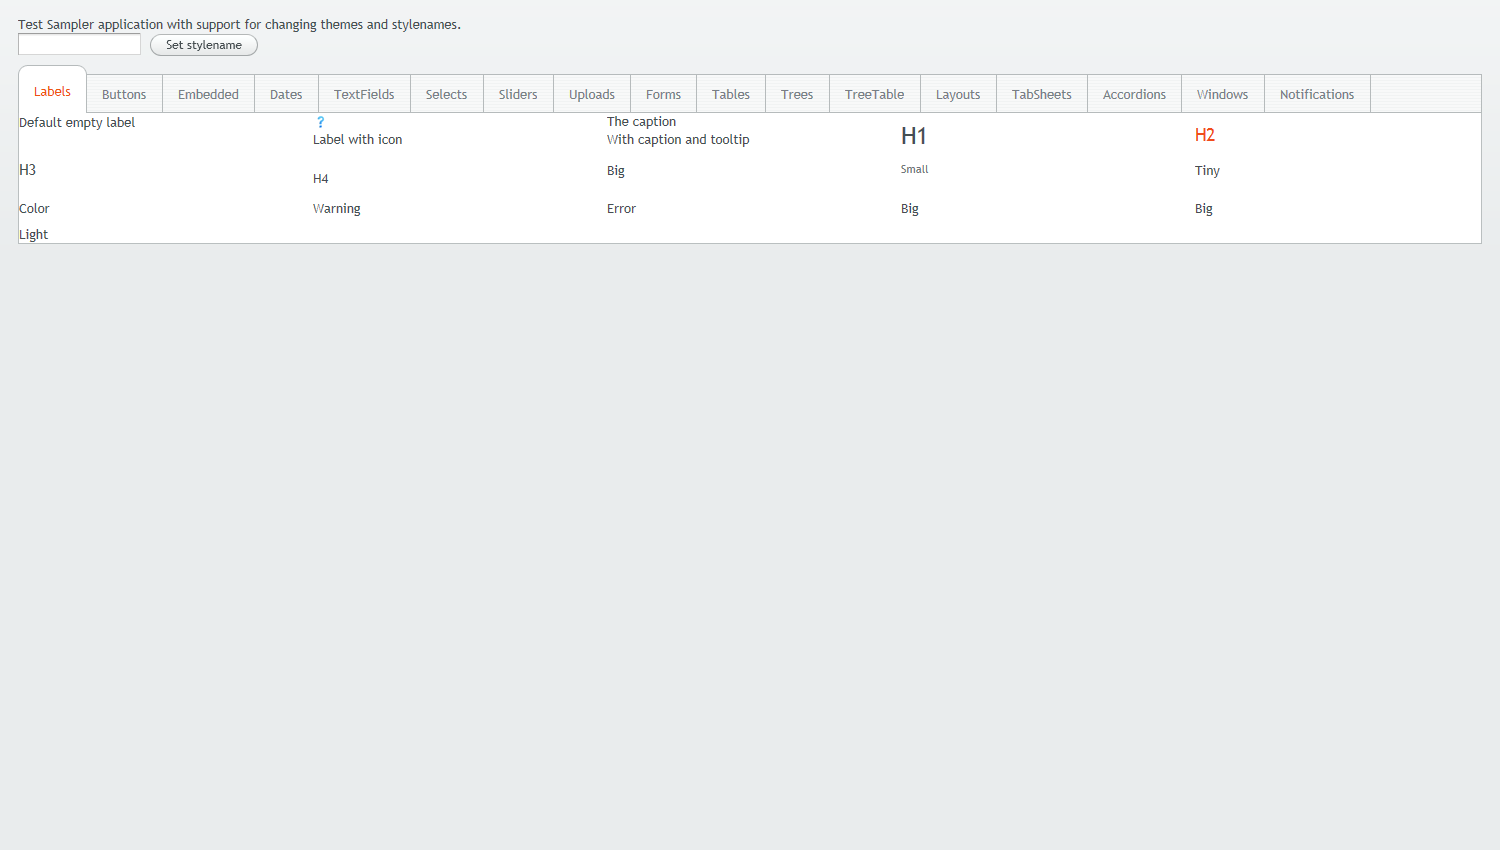 Test Sampler application with support for changing themes and stylenames.
Set stylename
Labels Buttons Embedded Dates TextFields Selects Sliders Uploads Forms Tables Trees TreeTable Layouts TabSheets Accordions Windows Notifications
Default empty label
?
Label with icon
The caption
With caption and tooltip
H1
H2
H3
H4
Big
Small
Tiny
Color
Warning
Error
Big
Big
Light